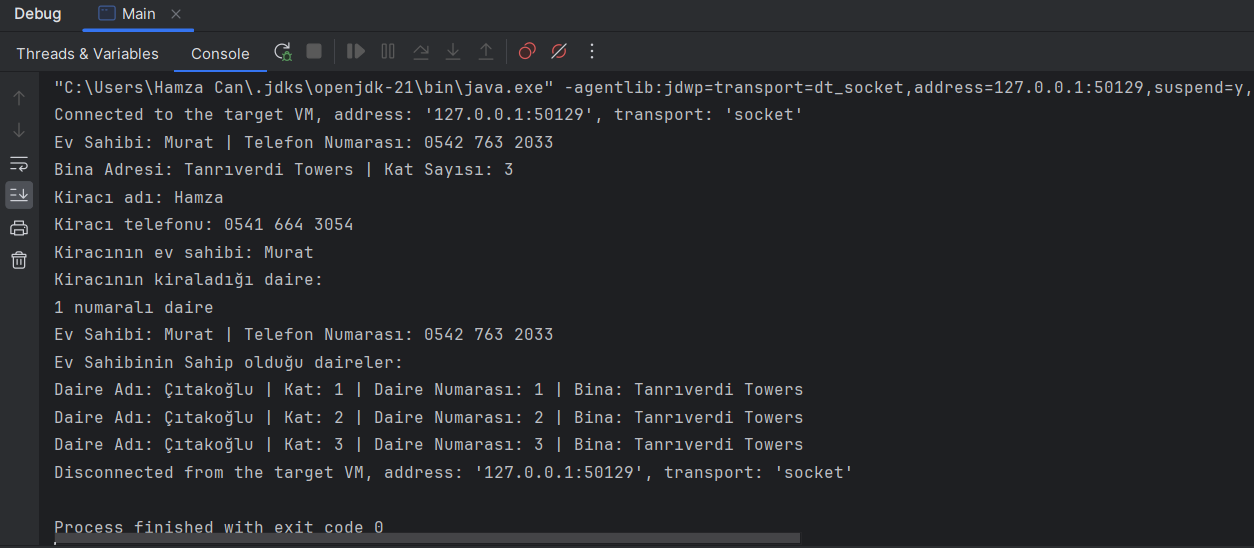 Debug Main
Threads & Variables Console
"C:\Users\Hamza Can\.jdks\openjdk-21\bin\java.exe" -agentlib:jdwp=transport=dt_socket,address=127.0.0.1:50129,suspend=y,
Connected to the target VM, address: '127.0.0.1:50129', transport: 'socket'
Ev Sahibi: Murat | Telefon Numarası: 0542 763 2033
Bina Adresi: Tanrıverdi Towers | Kat Sayısı: 3
Kiracı adı: Hamza
Kiracı telefonu: 0541 664 3054
Kiracının ev sahibi: Murat
Kiracının kiraladığı daire:
1 numaralı daire
Ev Sahibi: Murat | Telefon Numarası: 0542 763 2033
Ev Sahibinin Sahip olduğu daireler:
Daire Adı: Çıtakoğlu | Kat: 1 | Daire Numarası: 1 | Bina: Tanrıverdi Towers
Daire Adı: Çıtakoğlu | Kat: 2 | Daire Numarası: 2 | Bina: Tanrıverdi Towers
Daire Adı: Çıtakoğlu | Kat: 3 | Daire Numarası: 3 | Bina: Tanrıverdi Towers
Disconnected from the target VM, address: '127.0.0.1:50129', transport: 'socket'
Process finished with exit code 0